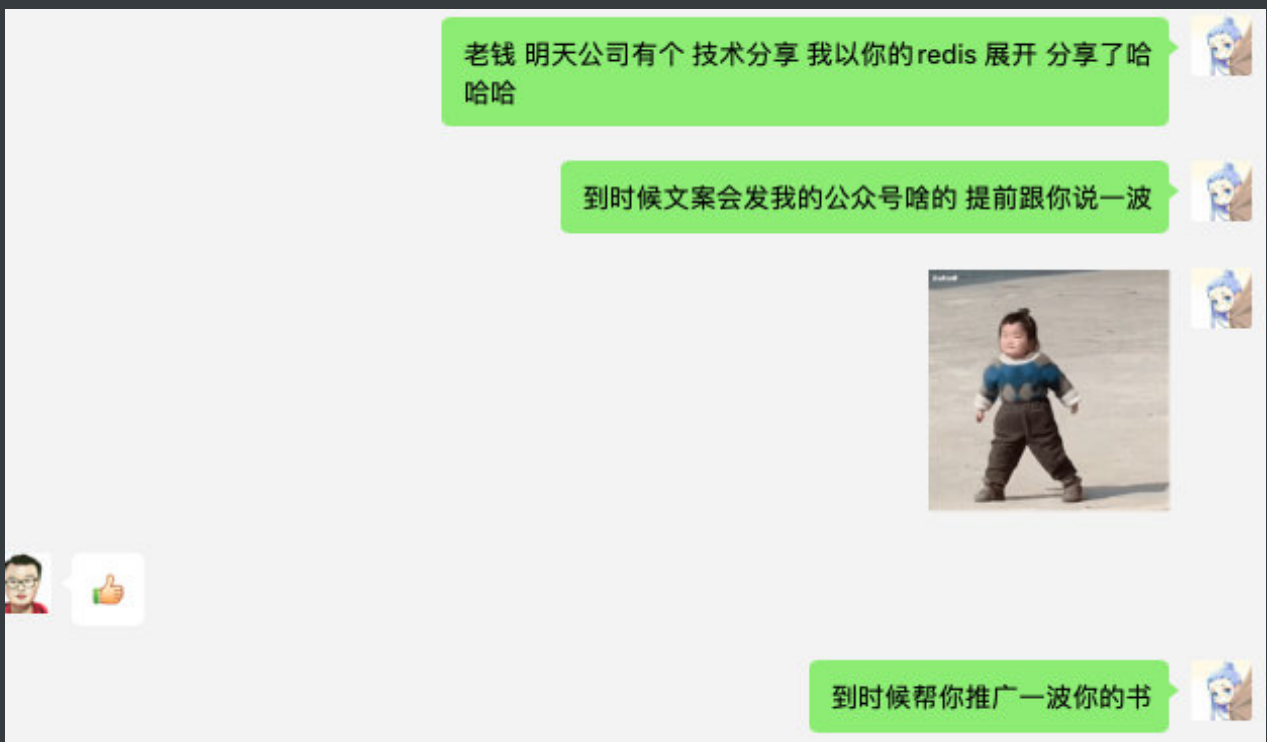 老钱 明天公司有个 技术分享 我以你的redis 展开 分享了哈
哈哈
到时候文案会发我的公众号啥的 提前跟你说一波
到时候帮你推广一波你的书